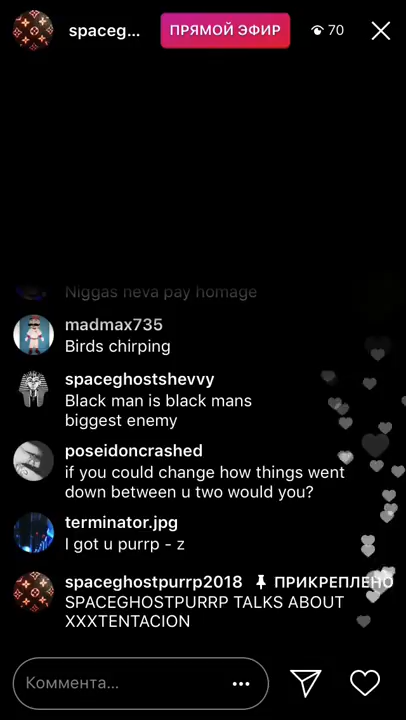 spaceg...
ПРЯМОЙ ЭФИР
70
Niggas neva pay homage
madmax735
Birds chirping
spaceghostshevvy
Black man is black mans
biggest enemy
poseidoncrashed
if you could change how things went
down between u two would you?
terminator.jpg
I got u purrp - z
spaceghostpurrp2018 ПРИКРЕПЛЕНО
SPACEGHOSTPURRP TALKS ABOUT
XXXTENTACION
Коммента...